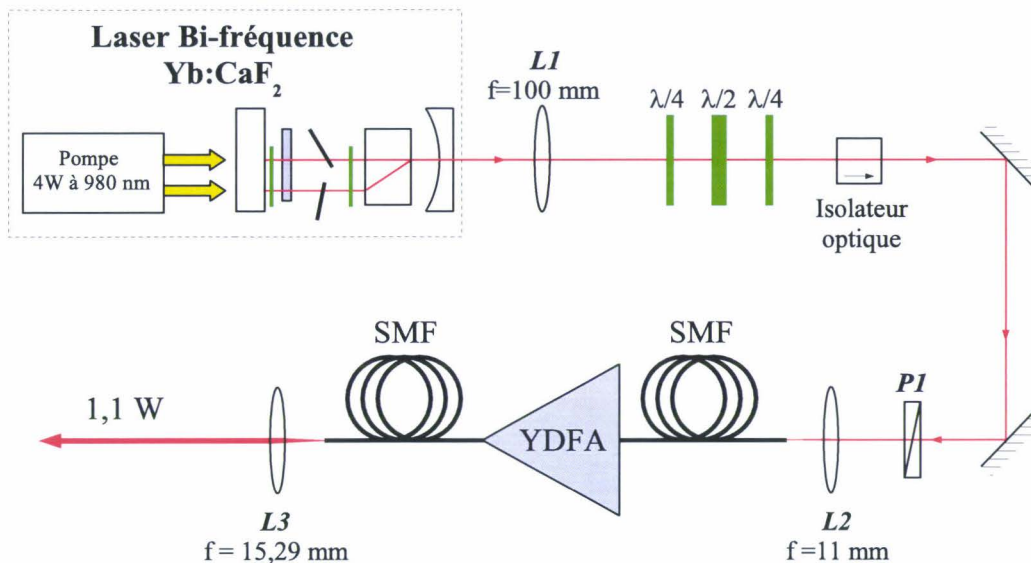 Laser Bi-fréquence
Yb:CaF₂
Pompe
4W à 980 nm
L1
f=100 mm
λ/4 λ/2 λ/4
Isolateur
optique
SMF
SMF
P1
1,1 W
YDFA
L3
f = 15,29 mm
L2
f =11 mm